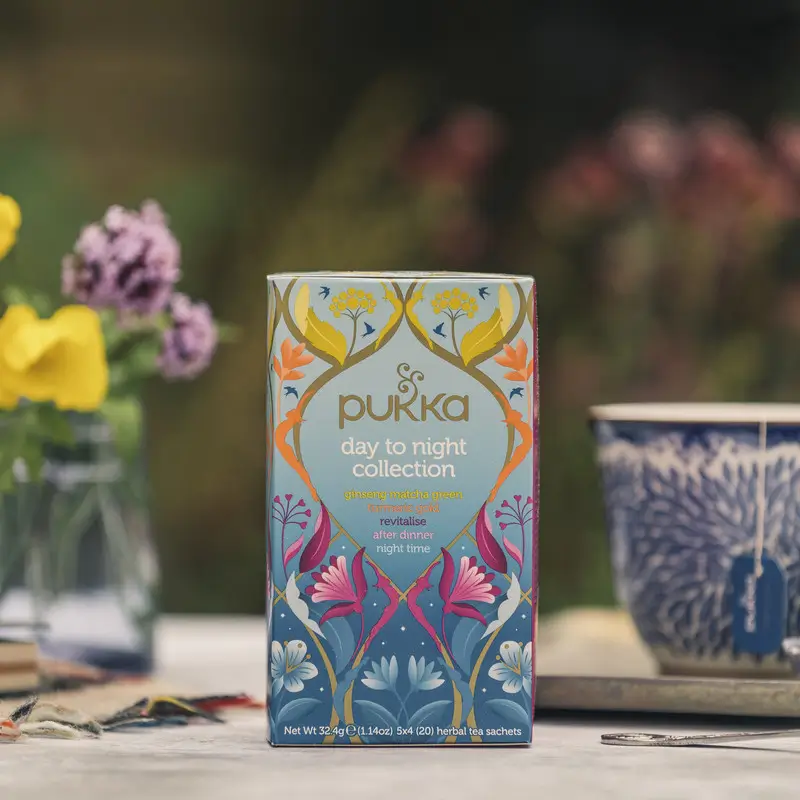 pukka
day to night
collection
ginseng matcha green
turmeric gold
revitalise
after dinner
night time
Net Wt 32.4g ℮ (1.14oz) 5x4 (20) herbal tea sachets
pukka